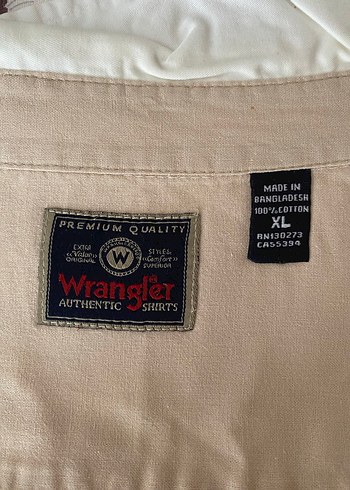 MADE IN
BANGLADESH
100% COTTON
XL
RN130273
CA55394
PREMIUM QUALITY
EXTRA STYLE
"Value" "Comfort"
ORIGINAL SUPERIOR
W
Wrangler
AUTHENTIC SHIRTS